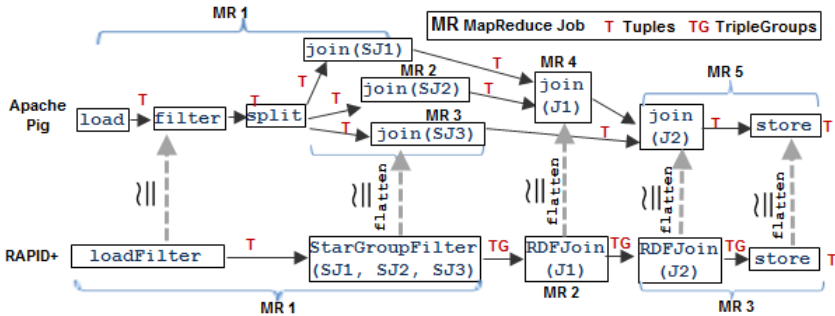 MR 1
MR MapReduce Job T Tuples TG TripleGroups
join(SJ1)
T
T
MR 2
MR 4
join(SJ2)
T
join
(J1)
MR 5
Apache
Pig
load
T
filter
T
split
T
T
MR 3
join(SJ3)
T
join
(J2)
T
store
T
≈|| 
≈||
flatten
≈||
flatten
≈||
flatten
≈||
flatten
RAPID+
loadFilter
T
StarGroupFilter
(SJ1, SJ2, SJ3)
TG
RDFJoin
(J1)
TG
RDFJoin
(J2)
TG
store
T
MR 1
MR 2
MR 3